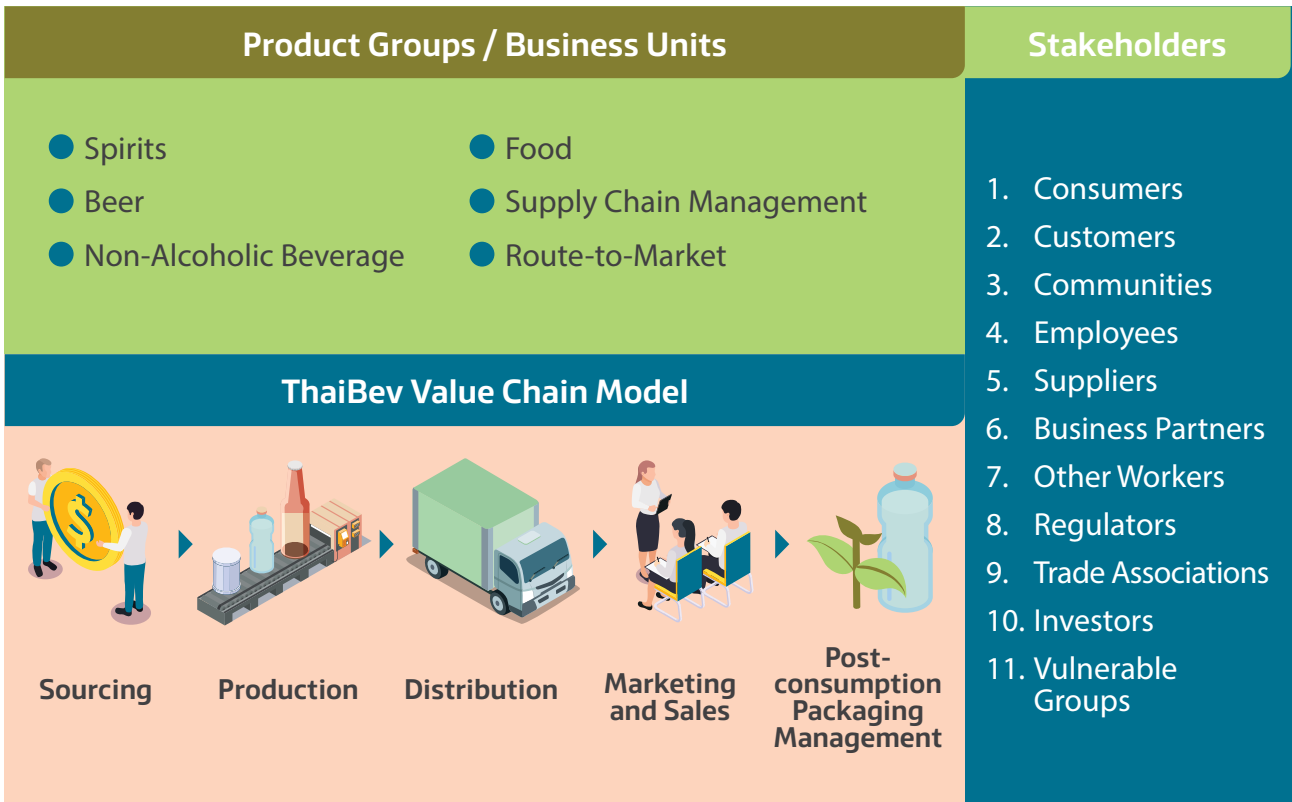 Product Groups / Business Units
Spirits
Beer
Non-Alcoholic Beverage
Food
Supply Chain Management
Route-to-Market
ThaiBev Value Chain Model
$
Sourcing
Production
Distribution
Marketing
and Sales
Post-
consumption
Packaging
Management
Stakeholders
1. Consumers
2. Customers
3. Communities
4. Employees
5. Suppliers
6. Business Partners
7. Other Workers
8. Regulators
9. Trade Associations
10. Investors
11. Vulnerable
Groups